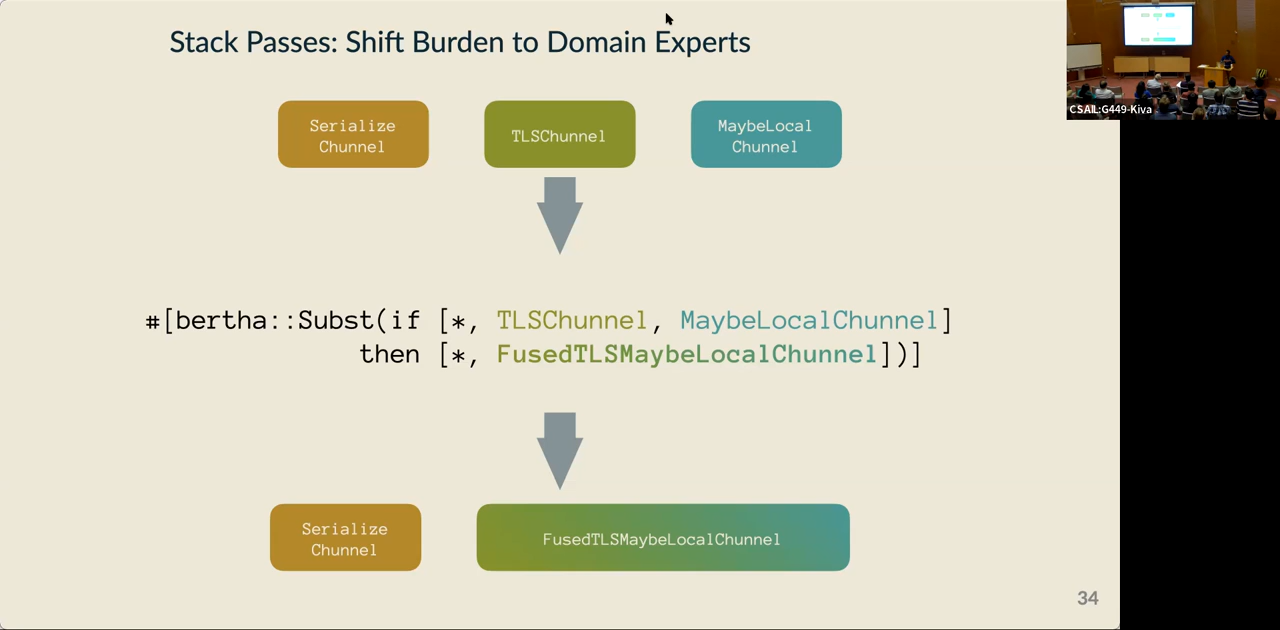 Stack Passes: Shift Burden to Domain Experts
Serialize
Chunnel
TLSChunnel
MaybeLocal
Chunnel
#[bertha::Subst(if [*, TLSChunnel, MaybeLocalChunnel]
then [*, FusedTLSMaybeLocalChunnel])]
Serialize
Chunnel
FusedTLSMaybeLocalChunnel
34
CSAIL:G449-Kiva